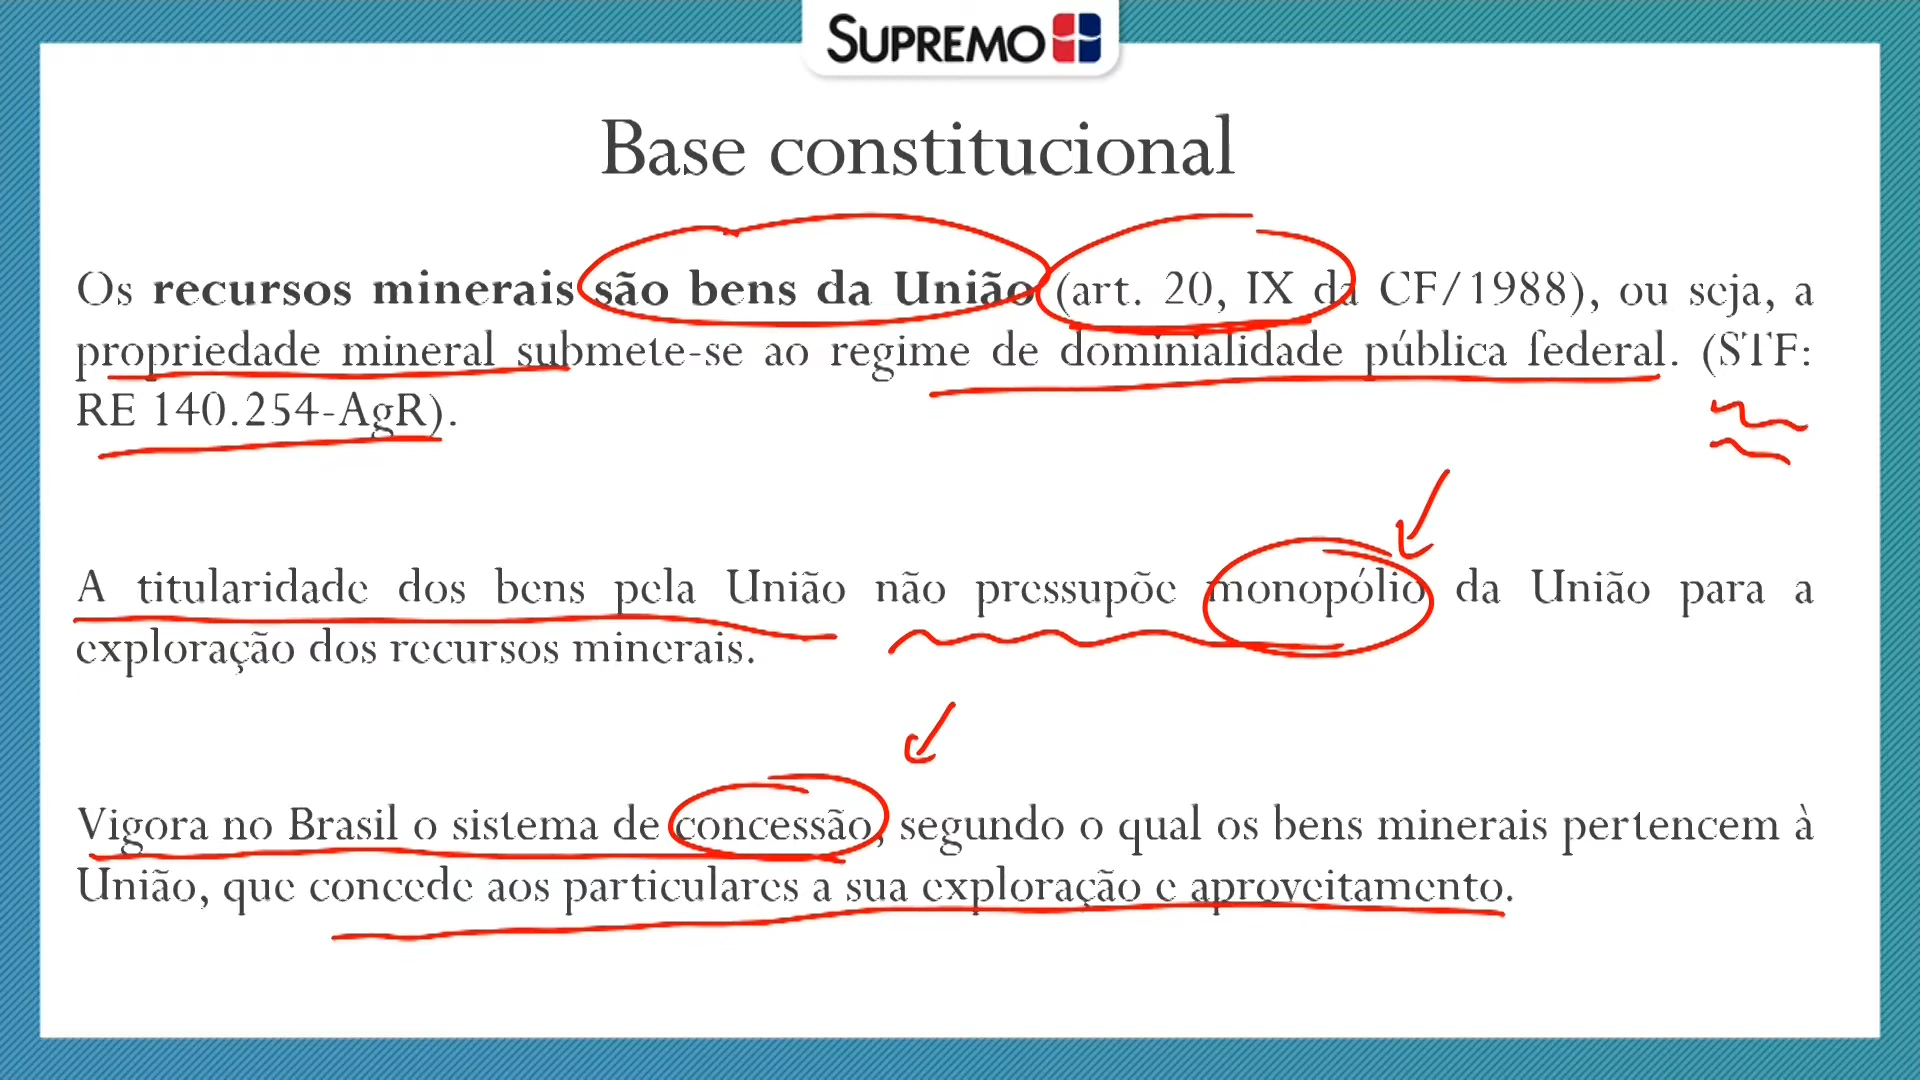 SUPREMO
Base constitucional
Os recursos minerais são bens da União (art. 20, IX da CF/1988), ou seja, a
propriedade mineral submete-se ao regime de dominialidade pública federal. (STF:
RE 140.254-AgR).
A titularidade dos bens pela União não pressupõe monopólio da União para a
exploração dos recursos minerais.
Vigora no Brasil o sistema de concessão, segundo o qual os bens minerais pertencem à
União, que concede aos particulares a sua exploração e aproveitamento.